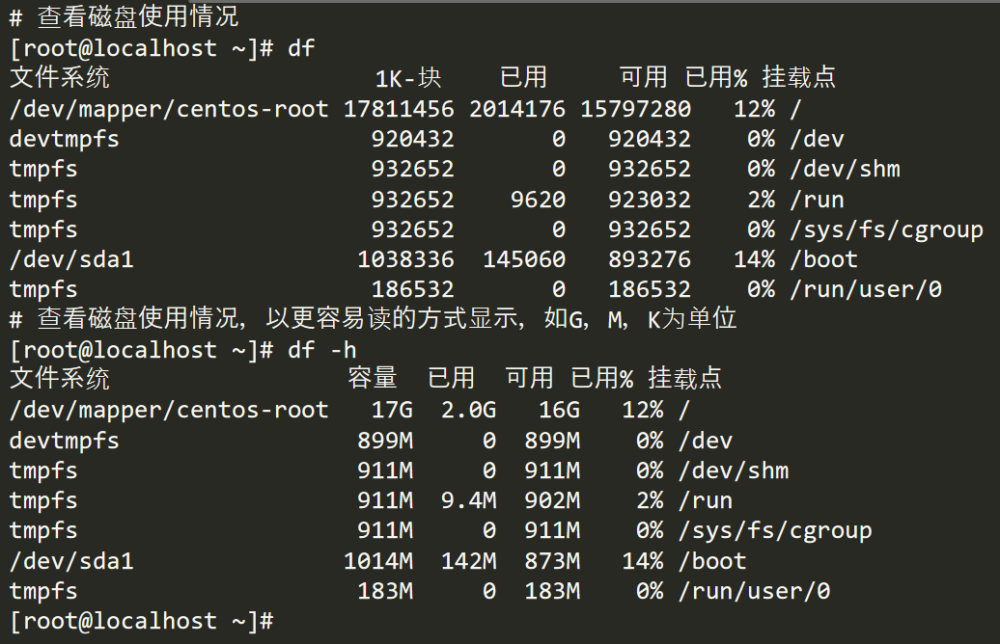 # 查看磁盘使用情况
[root@localhost ~]# df
文件系统                   1K-块    已用     可用 已用% 挂载点
/dev/mapper/centos-root 17811456 2014176 15797280   12% /
devtmpfs                  920432       0   920432    0% /dev
tmpfs                     932652       0   932652    0% /dev/shm
tmpfs                     932652    9620   923032    2% /run
tmpfs                     932652       0   932652    0% /sys/fs/cgroup
/dev/sda1                1038336  145060   893276   14% /boot
tmpfs                     186532       0   186532    0% /run/user/0
# 查看磁盘使用情况, 以更容易读的方式显示, 如G, M, K为单位
[root@localhost ~]# df -h
文件系统                 容量  已用  可用 已用% 挂载点
/dev/mapper/centos-root   17G  2.0G   16G   12% /
devtmpfs                 899M     0  899M    0% /dev
tmpfs                    911M     0  911M    0% /dev/shm
tmpfs                    911M  9.4M  902M    2% /run
tmpfs                    911M     0  911M    0% /sys/fs/cgroup
/dev/sda1               1014M  142M  873M   14% /boot
tmpfs                    183M     0  183M    0% /run/user/0
[root@localhost ~]#